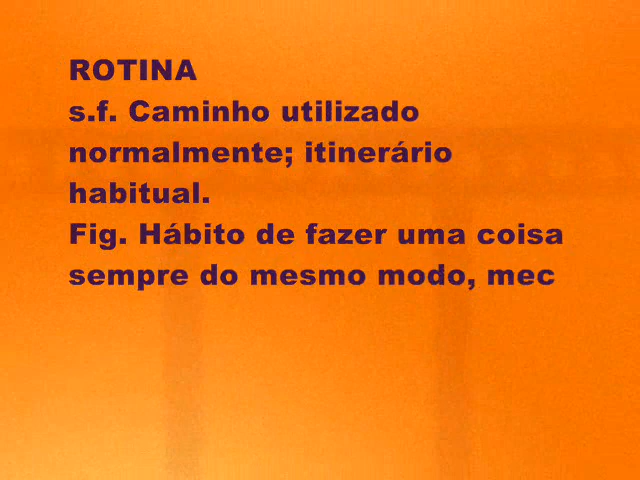 ROTINA
s.f. Caminho utilizado
normalmente; itinerário
habitual.
Fig. Hábito de fazer uma coisa
sempre do mesmo modo, mec